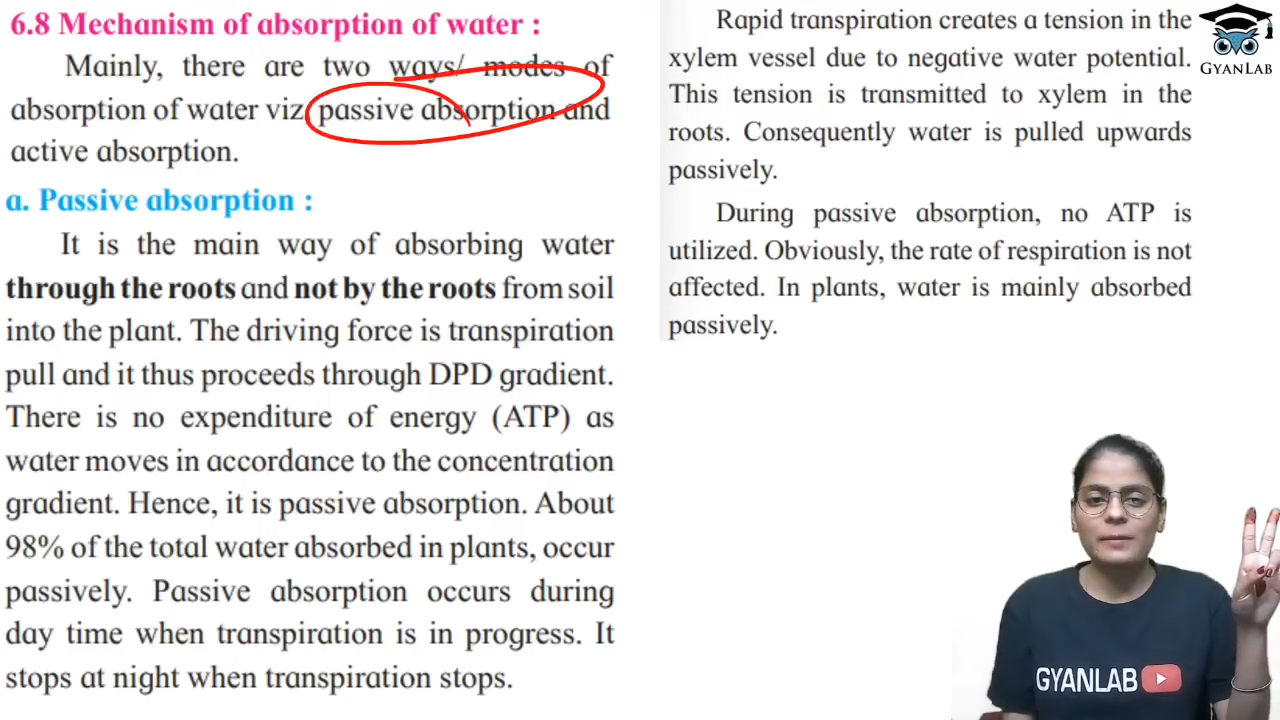 6.8 Mechanism of absorption of water :
Mainly, there are two ways/ modes of
absorption of water viz. passive absorption and
active absorption.
a. Passive absorption :
It is the main way of absorbing water
through the roots and not by the roots from soil
into the plant. The driving force is transpiration
pull and it thus proceeds through DPD gradient.
There is no expenditure of energy (ATP) as
water moves in accordance to the concentration
gradient. Hence, it is passive absorption. About
98% of the total water absorbed in plants, occur
passively. Passive absorption occurs during
day time when transpiration is in progress. It
stops at night when transpiration stops.
Rapid transpiration creates a tension in the
xylem vessel due to negative water potential.
This tension is transmitted to xylem in the
roots. Consequently water is pulled upwards
passively.
During passive absorption, no ATP is
utilized. Obviously, the rate of respiration is not
affected. In plants, water is mainly absorbed
passively.
GYANLAB
GYANLAB